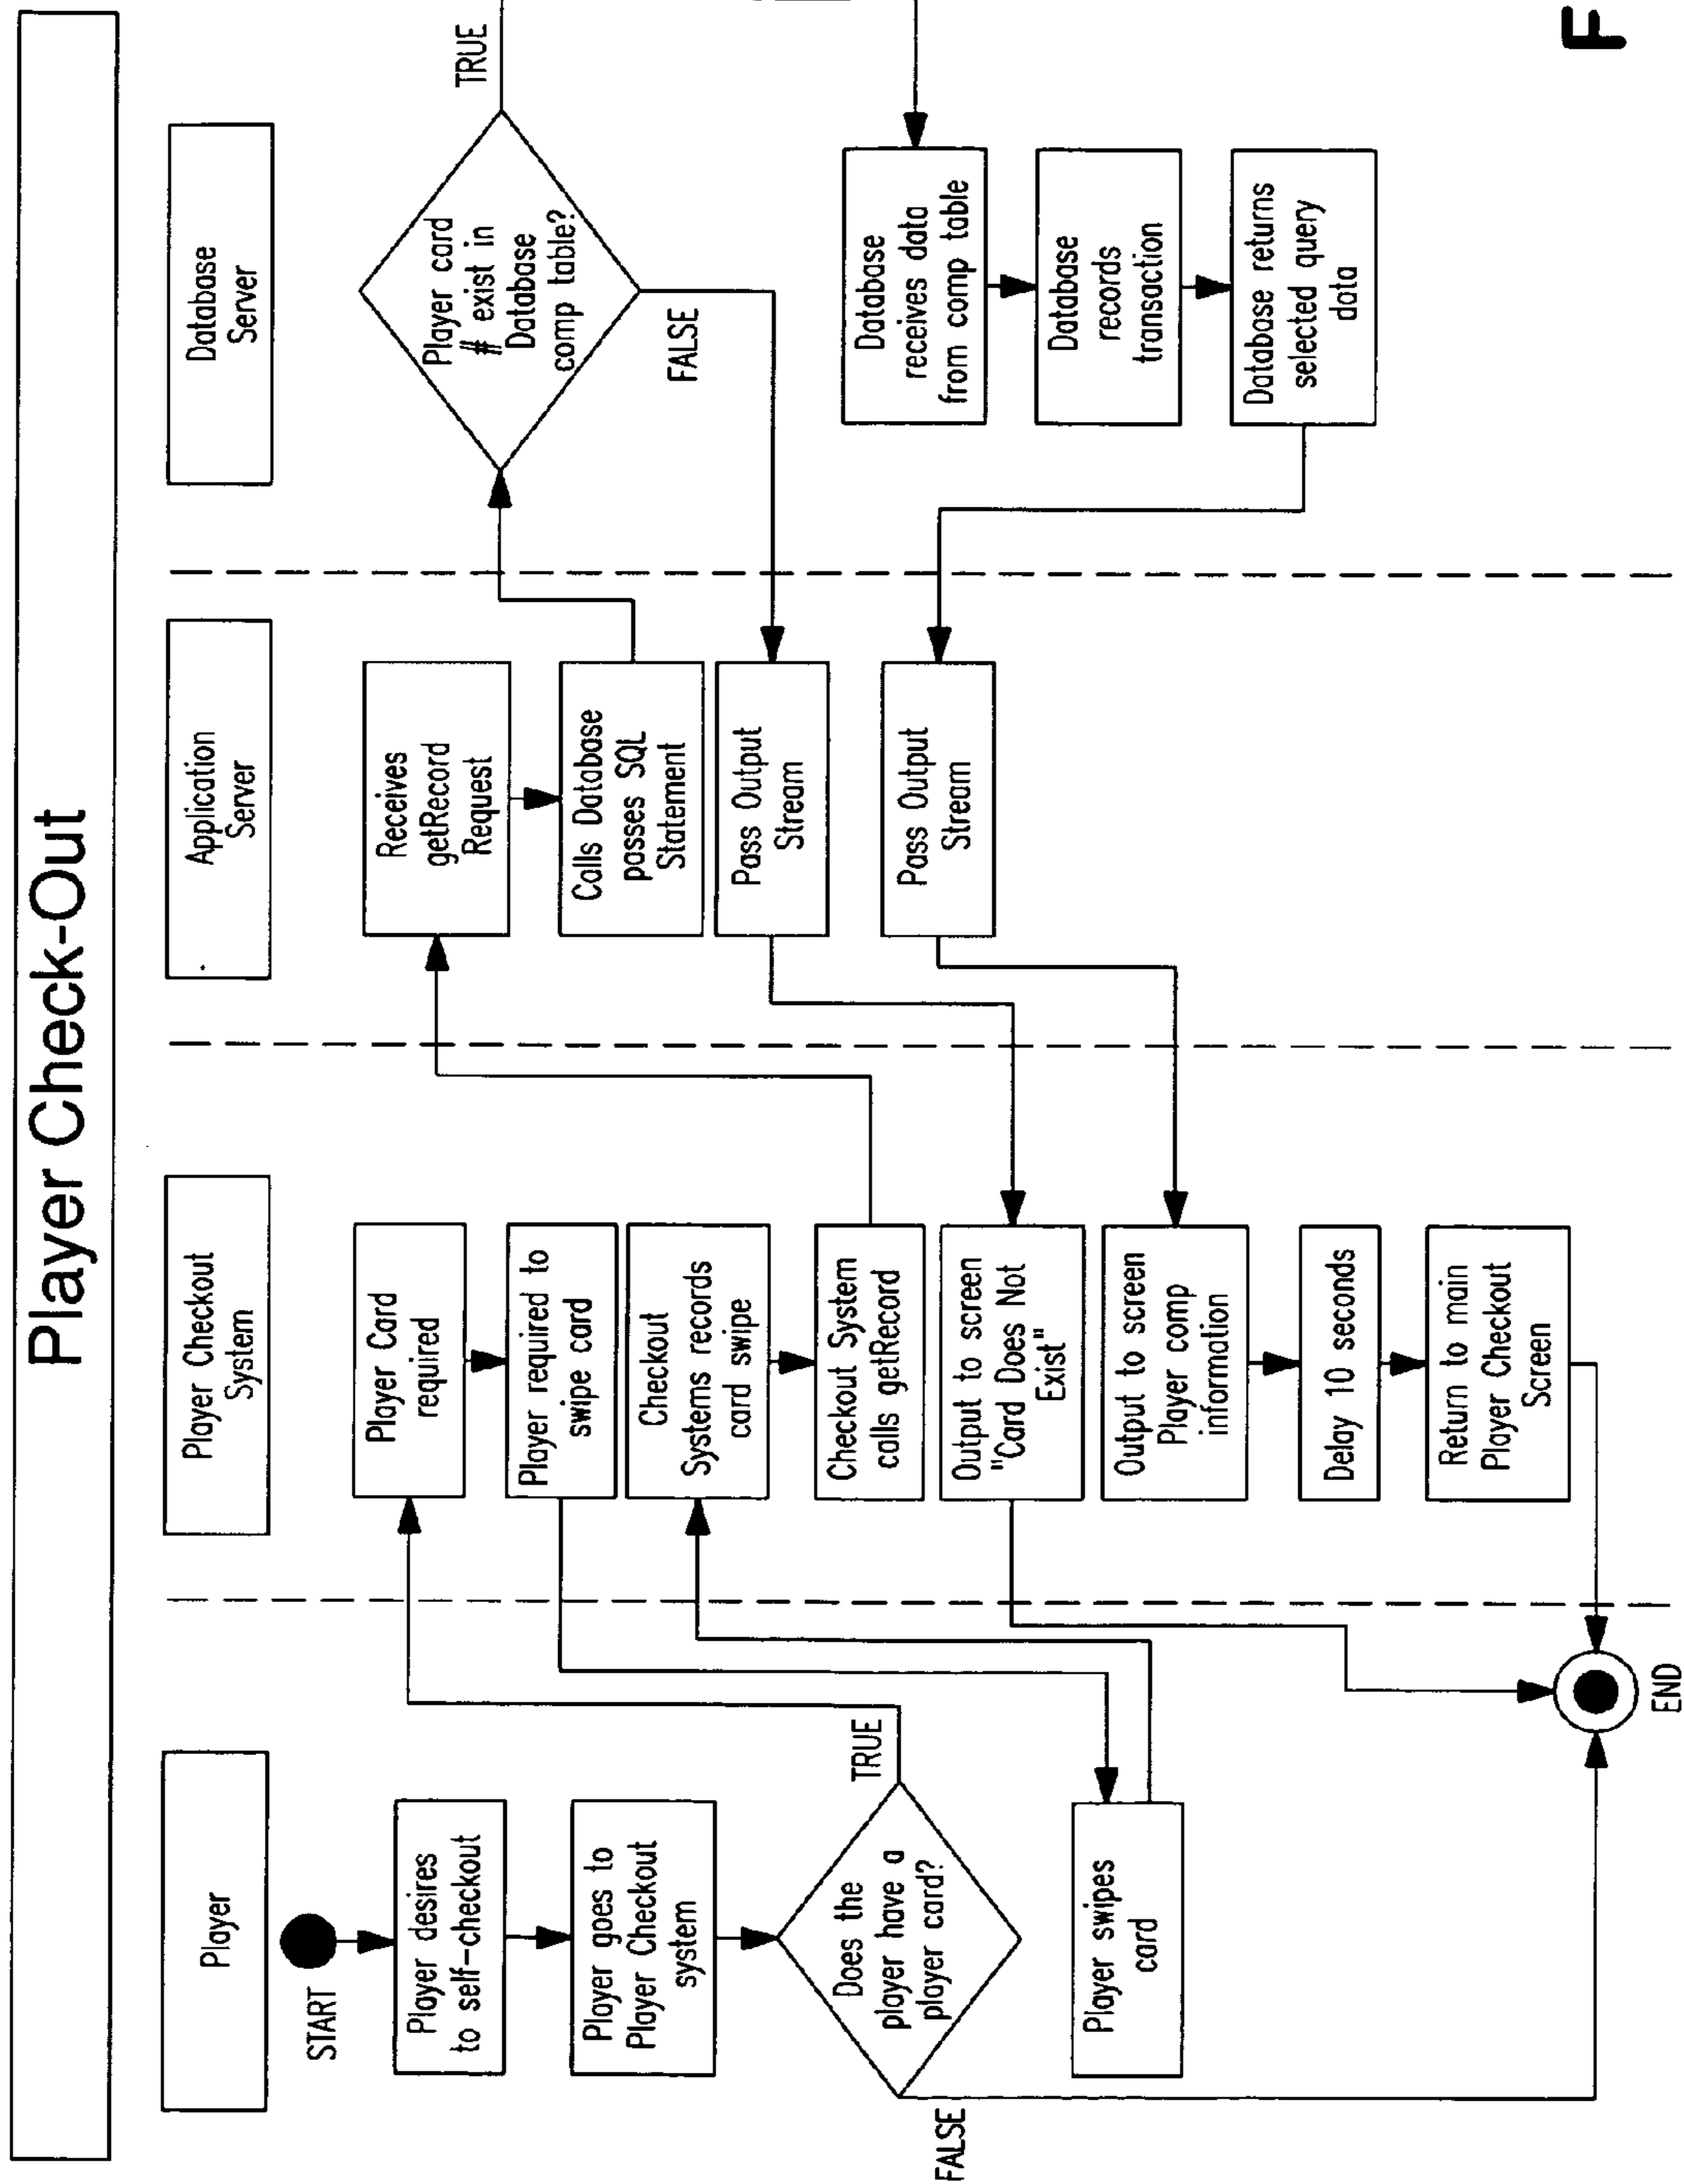 Player Check-Out
Player
START
Player desires
to self-checkout
Player goes to
Player Checkout
system
Does the
player have a
player card?
TRUE
FALSE
Player swipes
card
END
Player Checkout
System
Player Card
required
Player required to
swipe card
Checkout
Systems records
card swipe
Checkout System
calls getRecord
Output to screen
"Card Does Not
Exist"
Output to screen
Player comp
information
Delay 10 seconds
Return to main
Player Checkout
Screen
Application
Server
Receives
getRecord
Request
Calls Database
passes SQL
Statement
Pass Output
Stream
Pass Output
Stream
Database
Server
Player card
# exist in
Database
comp table?
TRUE
FALSE
Database
receives data
from comp table
Database
records
transaction
Database returns
selected query
data
F